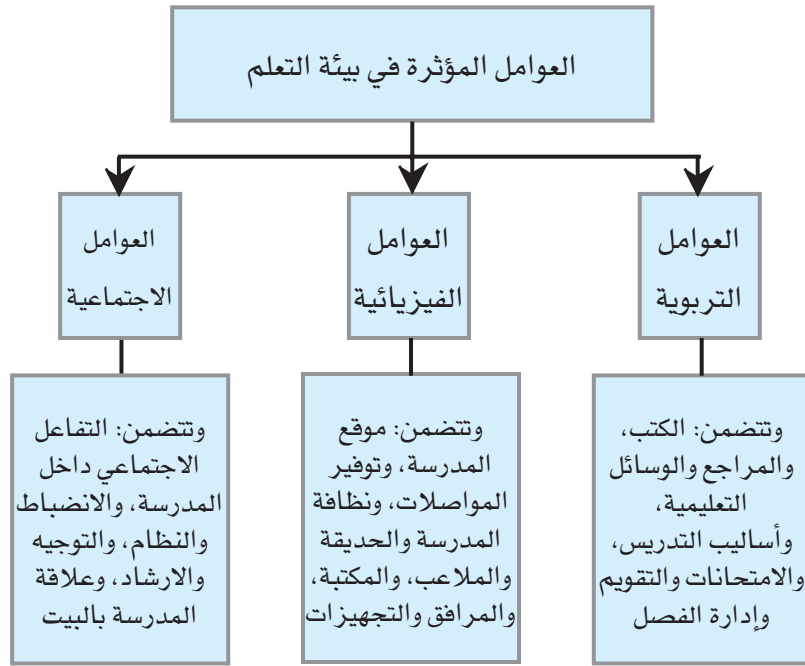 العوامل المؤثرة في بيئة التعلم
العوامل
التربوية
العوامل
الفيزيائية
العوامل
الاجتماعية
وتتضمن: الكتب،
والمراجع والوسائل
التعليمية،
وأساليب التدريس،
والامتحانات والتقويم
وإدارة الفصل
وتتضمن: موقع
المدرسة، وتوفير
المواصلات، ونظافة
المدرسة والحديقة
والملاعب، والمكتبة،
والمرافق والتجهيزات
وتتضمن: التفاعل
الاجتماعي داخل
المدرسة، والانضباط
والنظام، والتوجيه
والارشاد، وعلاقة
المدرسة بالبيت